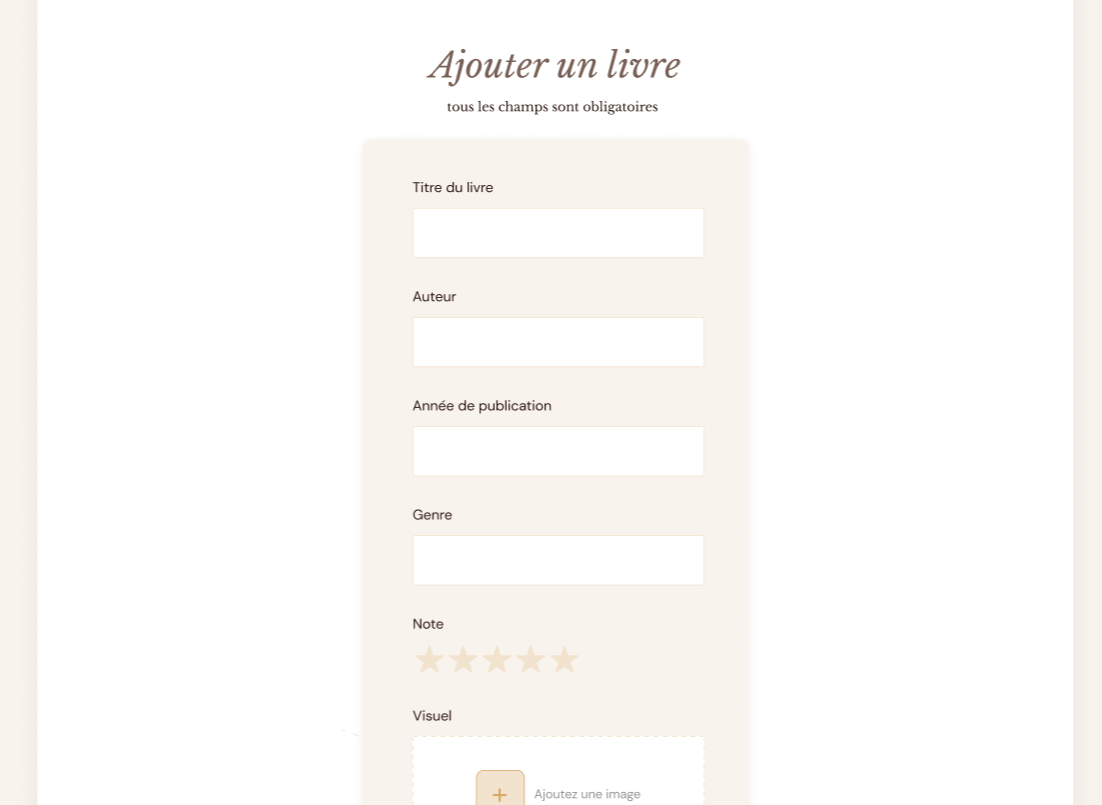 Ajouter un livre
tous les champs sont obligatoires
Titre du livre
Auteur
Année de publication
Genre
Note
Visuel
+ Ajoutez une image